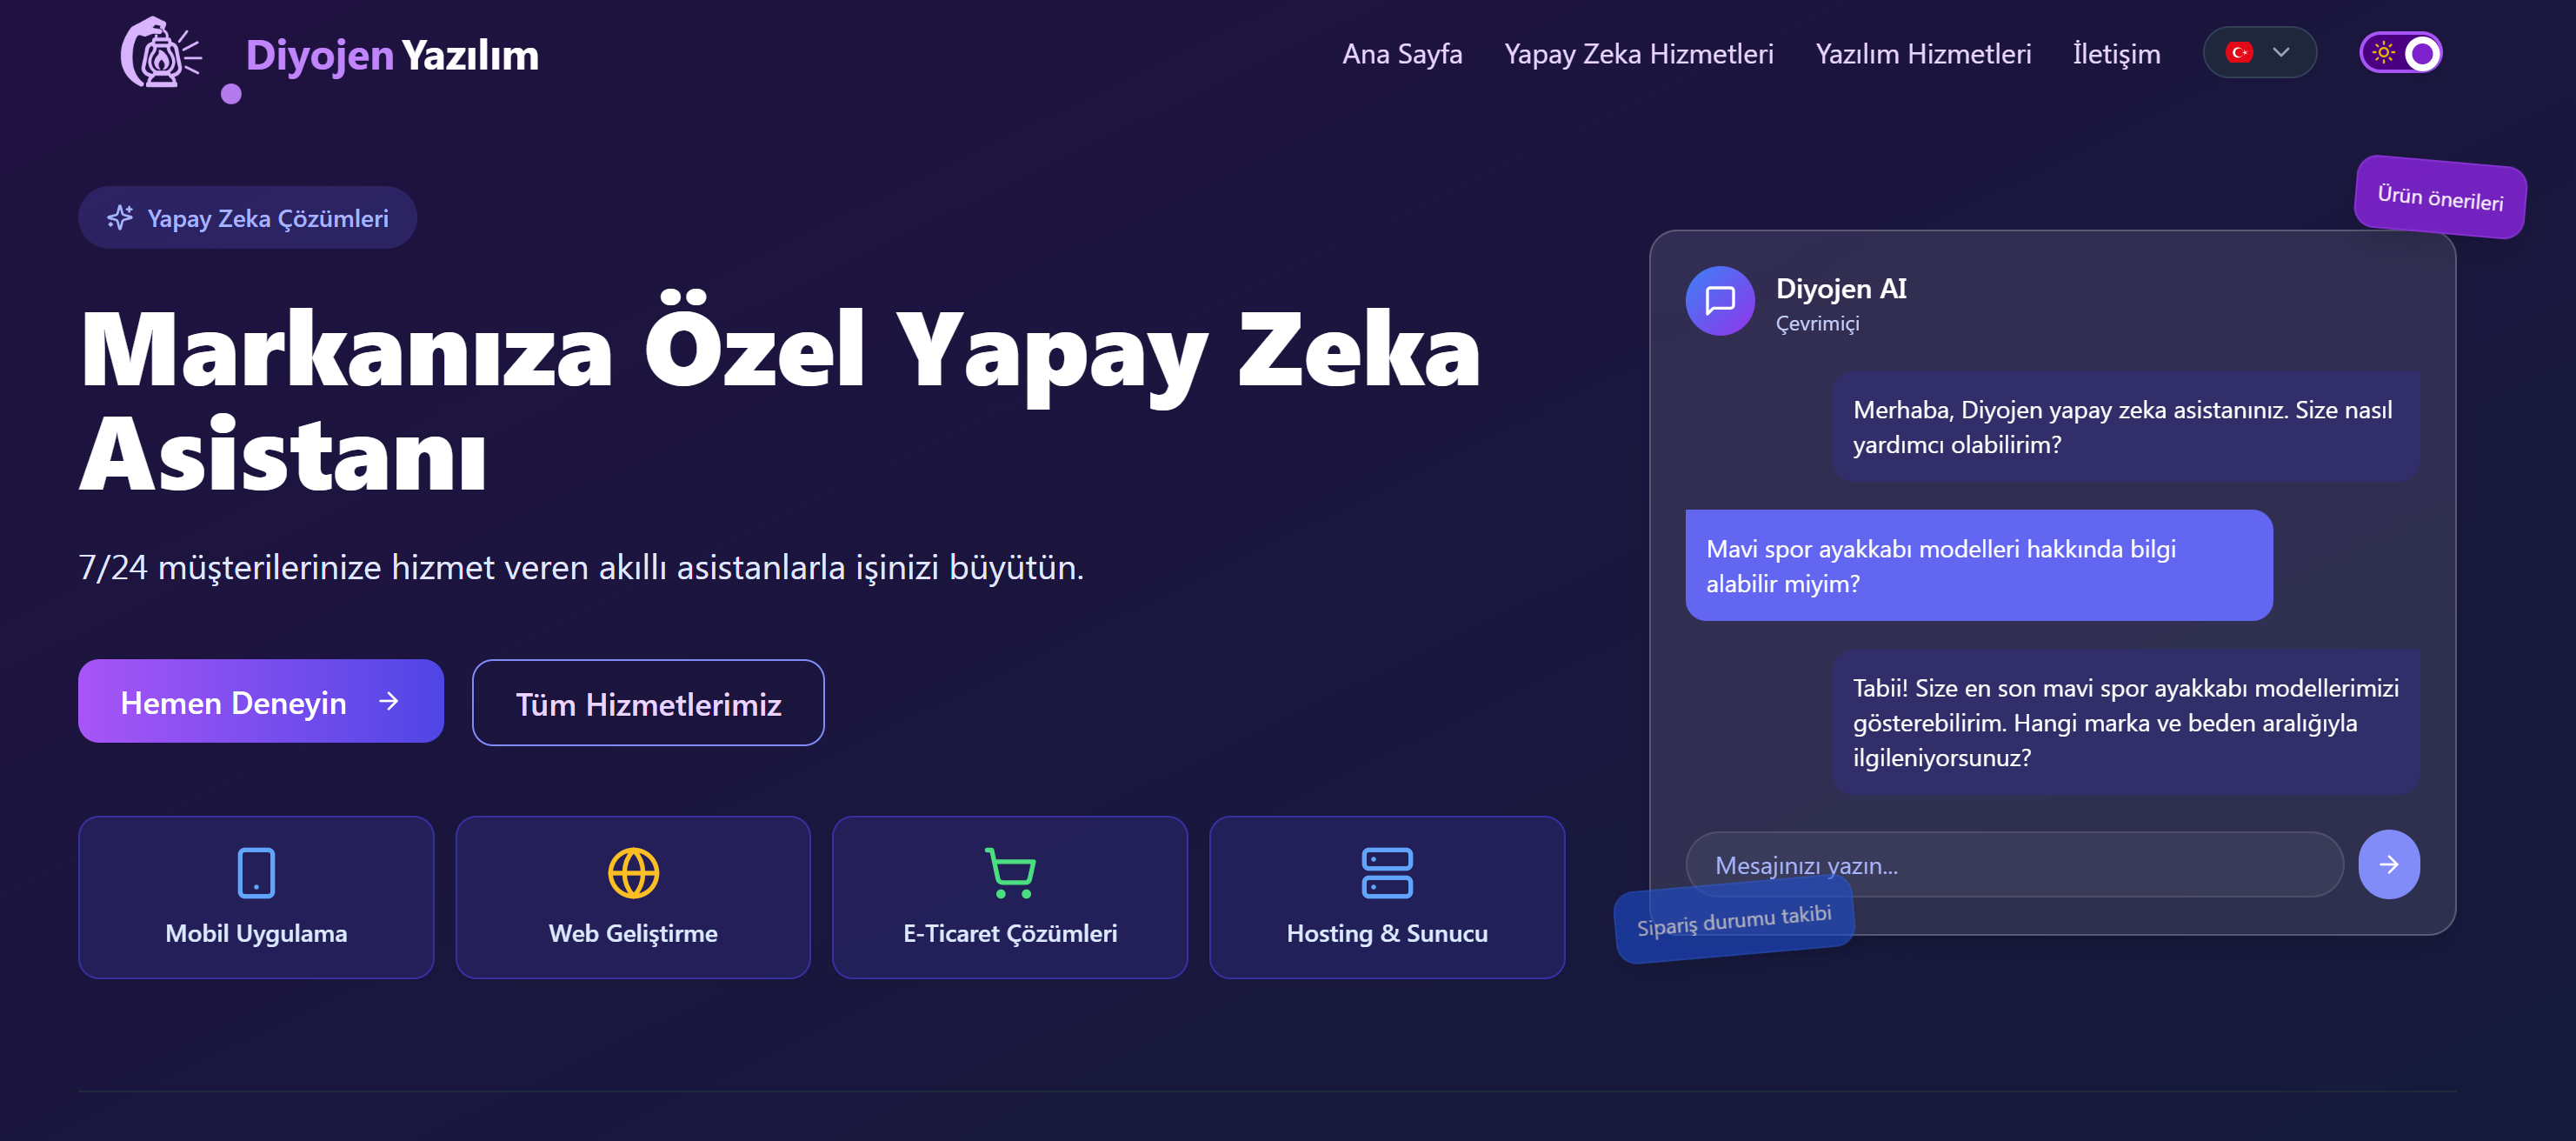 Diyojen Yazılım
Ana Sayfa
Yapay Zeka Hizmetleri
Yazılım Hizmetleri
İletişim
Yapay Zeka Çözümleri
Markanıza Özel Yapay Zeka
Asistanı
7/24 müşterilerinize hizmet veren akıllı asistanlarla işinizi büyütün.
Hemen Deneyin
Tüm Hizmetlerimiz
Mobil Uygulama
Web Geliştirme
E-Ticaret Çözümleri
Hosting & Sunucu
Ürün önerileri
Diyojen AI
Çevrimiçi
Merhaba, Diyojen yapay zeka asistanınız. Size nasıl
yardımcı olabilirim?
Mavi spor ayakkabı modelleri hakkında bilgi
alabilir miyim?
Tabii! Size en son mavi spor ayakkabı modellerimizi
gösterebilirim. Hangi marka ve beden aralığıyla
ilgileniyorsunuz?
Mesajınızı yazın...
Sipariş durumu takibi